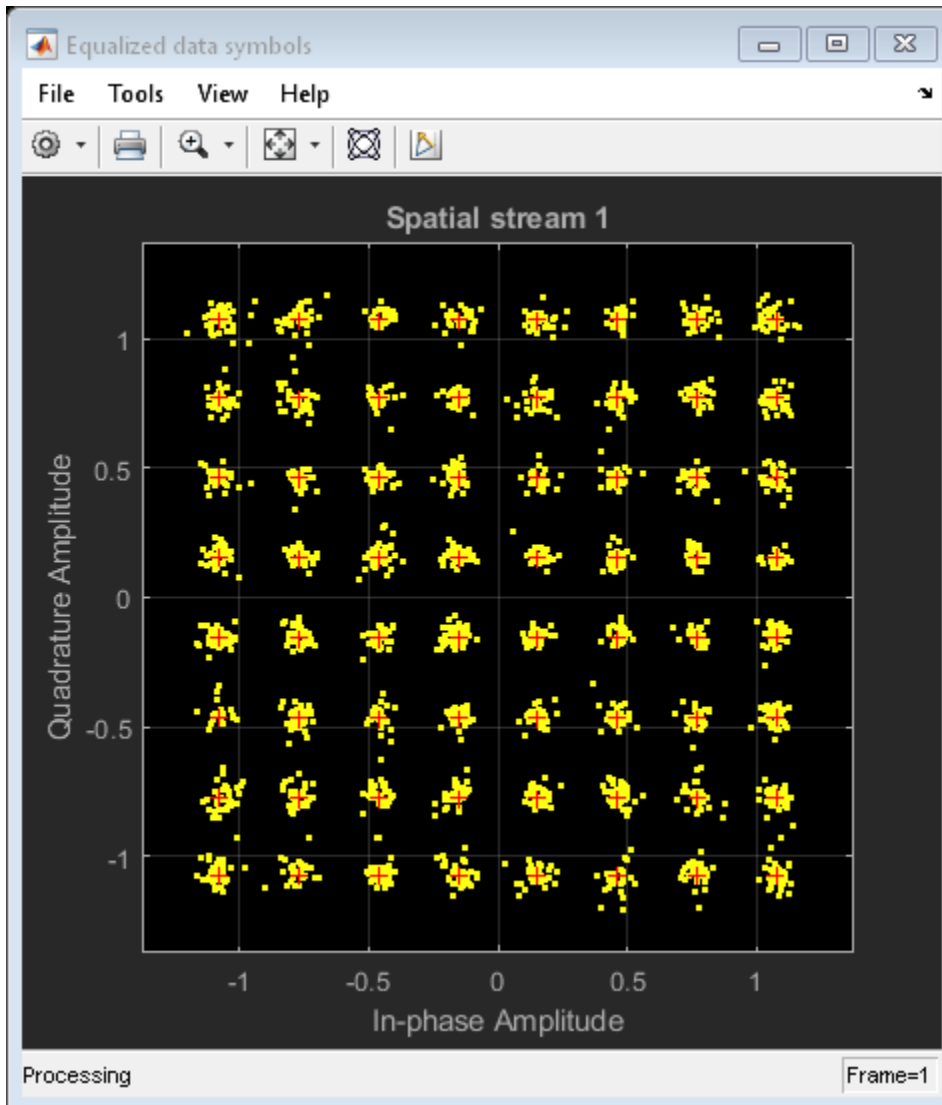 Equalized data symbols
File Tools View Help
Spatial stream 1
Quadrature Amplitude
1
0.5
0
-0.5
-1
-1 -0.5 0 0.5 1
In-phase Amplitude
Processing Frame=1